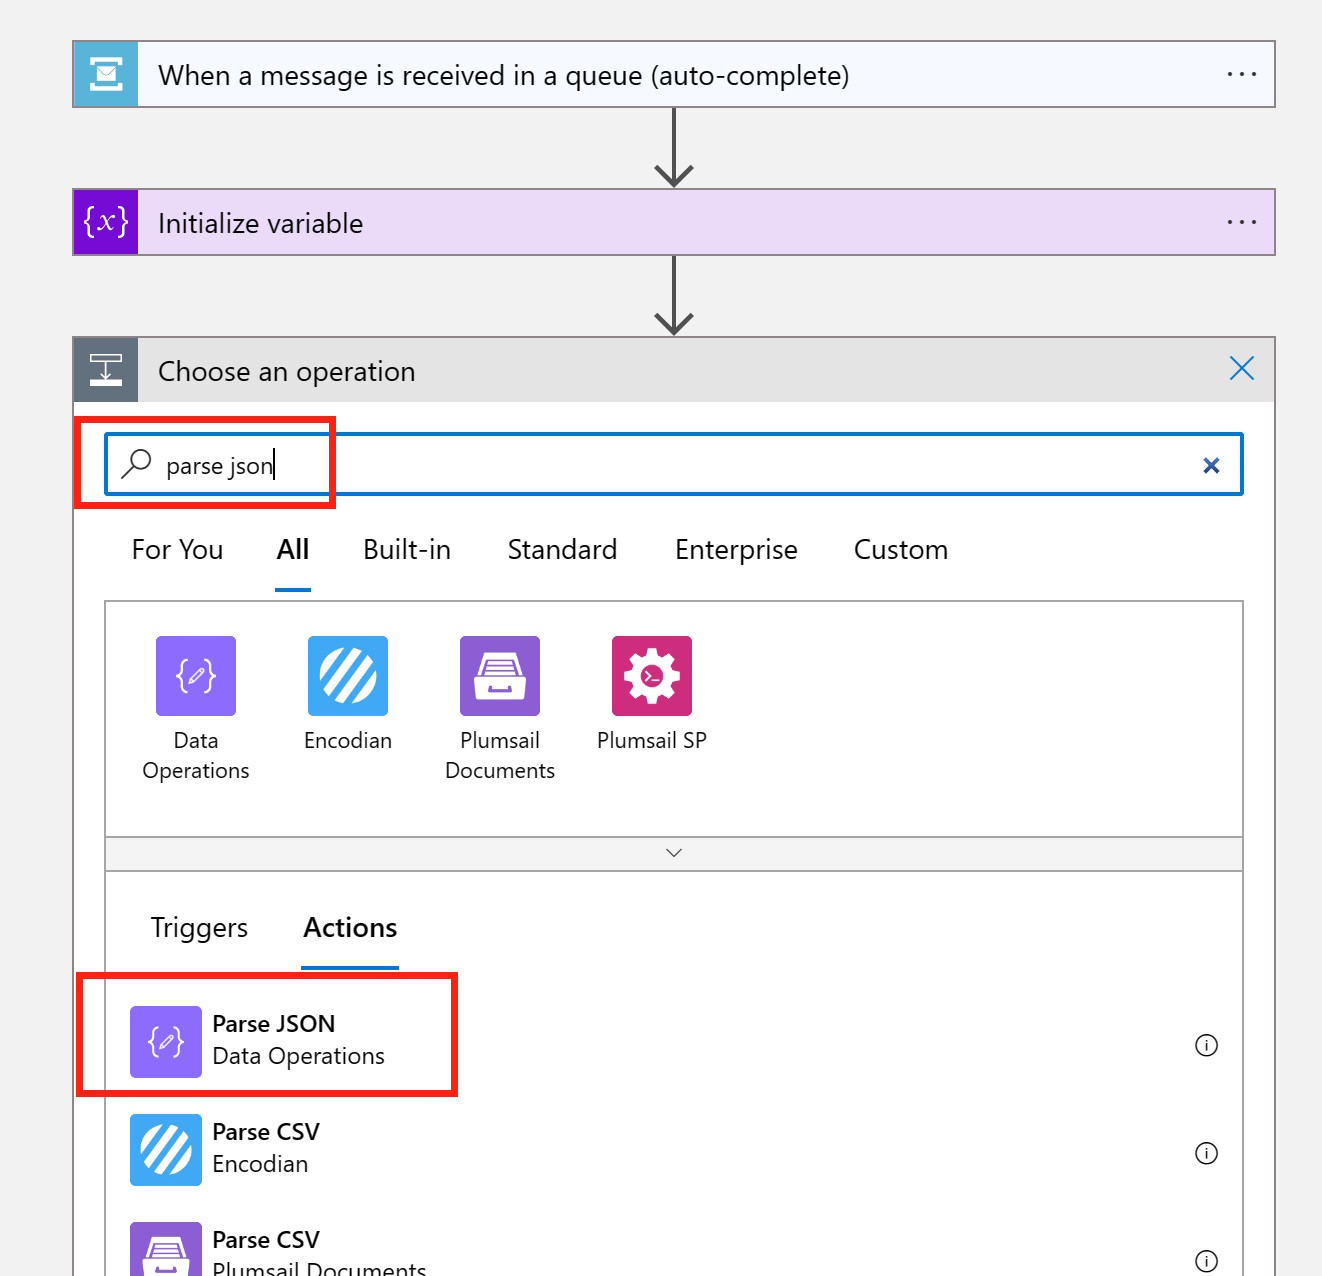 When a message is received in a queue (auto-complete)
{x} Initialize variable
Choose an operation
parse json
For You All Built-in Standard Enterprise Custom
Data Operations
Encodian
Plumsail Documents
Plumsail SP
Triggers Actions
Parse JSON
Data Operations
Parse CSV
Encodian
Parse CSV
Plumsail Documents